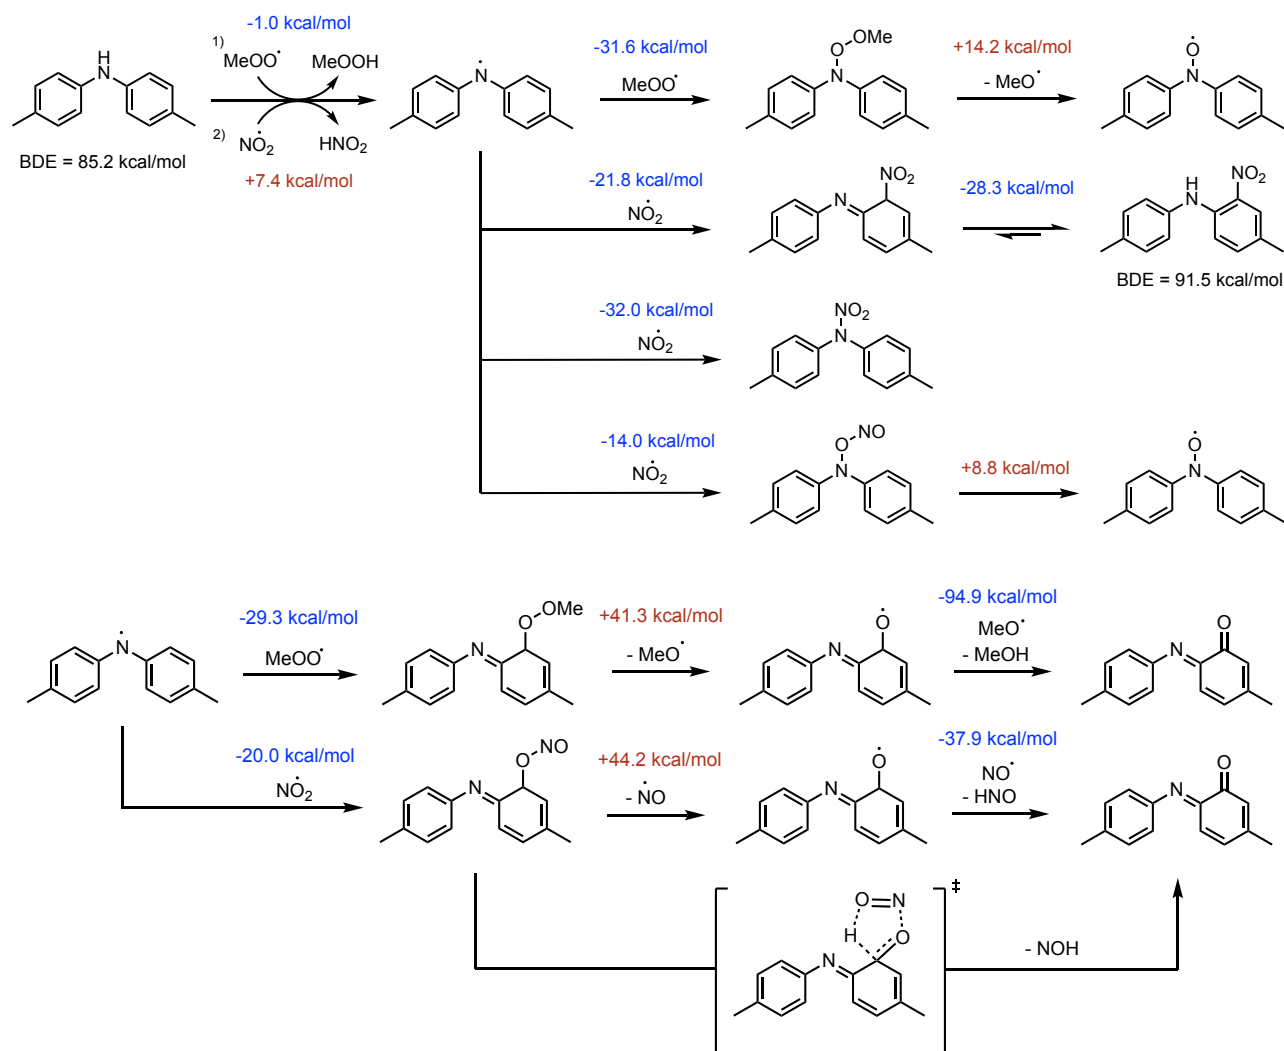 -1.0 kcal/mol
1) MeOO• MeOOH
2) NO₂• HNO₂
+7.4 kcal/mol
H
N
BDE = 85.2 kcal/mol
N•
-31.6 kcal/mol
MeOO•
OMe
O
O
N
+14.2 kcal/mol
- MeO•
O•
N
-21.8 kcal/mol
NO₂•
NO₂
N
-28.3 kcal/mol
H
N
NO₂
BDE = 91.5 kcal/mol
-32.0 kcal/mol
NO₂•
NO₂
N
-14.0 kcal/mol
NO₂•
NO
O
N
+8.8 kcal/mol
O•
N
N•
-29.3 kcal/mol
MeOO•
OMe
O
N
+41.3 kcal/mol
- MeO•
O•
N
-94.9 kcal/mol
MeO•
- MeOH
O
N
-20.0 kcal/mol
NO₂•
NO
O
N
+44.2 kcal/mol
- NO•
O•
N
-37.9 kcal/mol
NO•
- HNO
O
N
‡
O=N
H
O
N
- NOH